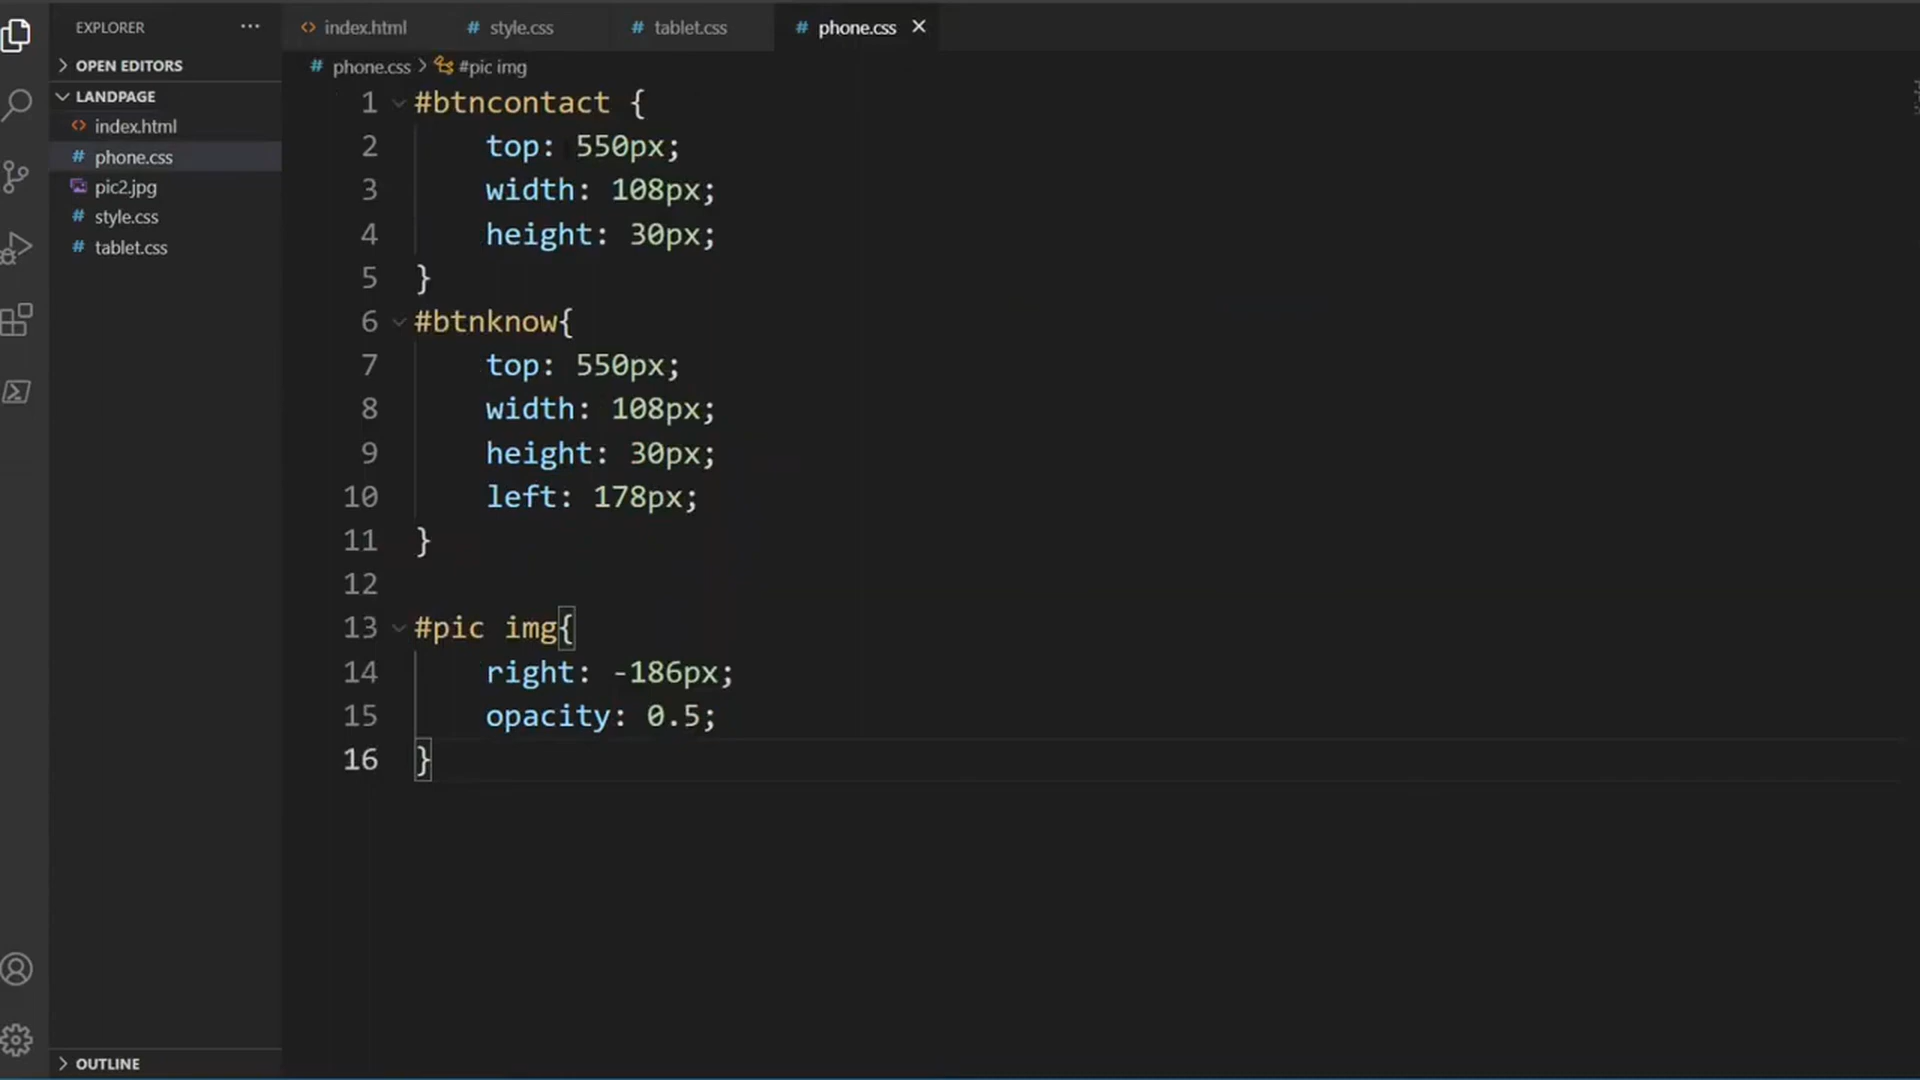 EXPLORER
OPEN EDITORS
LANDPAGE
index.html
phone.css
pic2.jpg
style.css
tablet.css
OUTLINE
index.html
style.css
tablet.css
phone.css
phone.css > #pic img
1 #btncontact {
2 top: 550px;
3 width: 108px;
4 height: 30px;
5 }
6 #btnknow{
7 top: 550px;
8 width: 108px;
9 height: 30px;
10 left: 178px;
11 }
12
13 #pic img{
14 right: -186px;
15 opacity: 0.5;
16 }